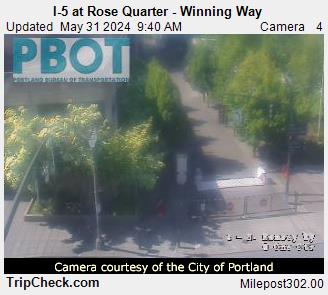 I-5 at Rose Quarter - Winning Way
Updated May 31 2024 9:40 AM Camera 4
PBOT
PORTLAND BUREAU OF TRANSPORTATION
Camera courtesy of the City of Portland
TripCheck.com Milepost302.00